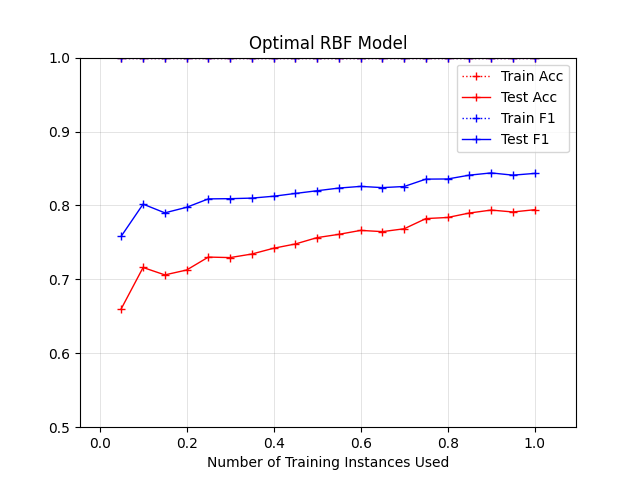 Optimal RBF Model
1.0
0.9
0.8
0.7
0.6
0.5
Train Acc
Test Acc
Train F1
Test F1
0.0 0.2 0.4 0.6 0.8 1.0
Number of Training Instances Used